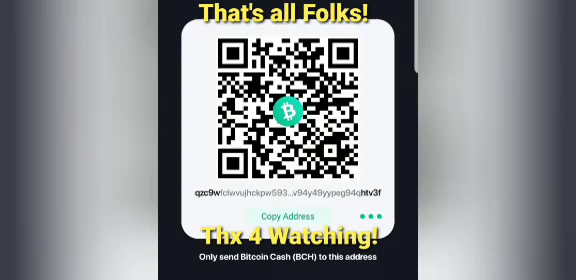 That's all Folks!
qzc9wfclwvujhckpw593...v94y49yypeg94qhtv3f
Copy Address
Thx 4 Watching!
Only send Bitcoin Cash (BCH) to this address